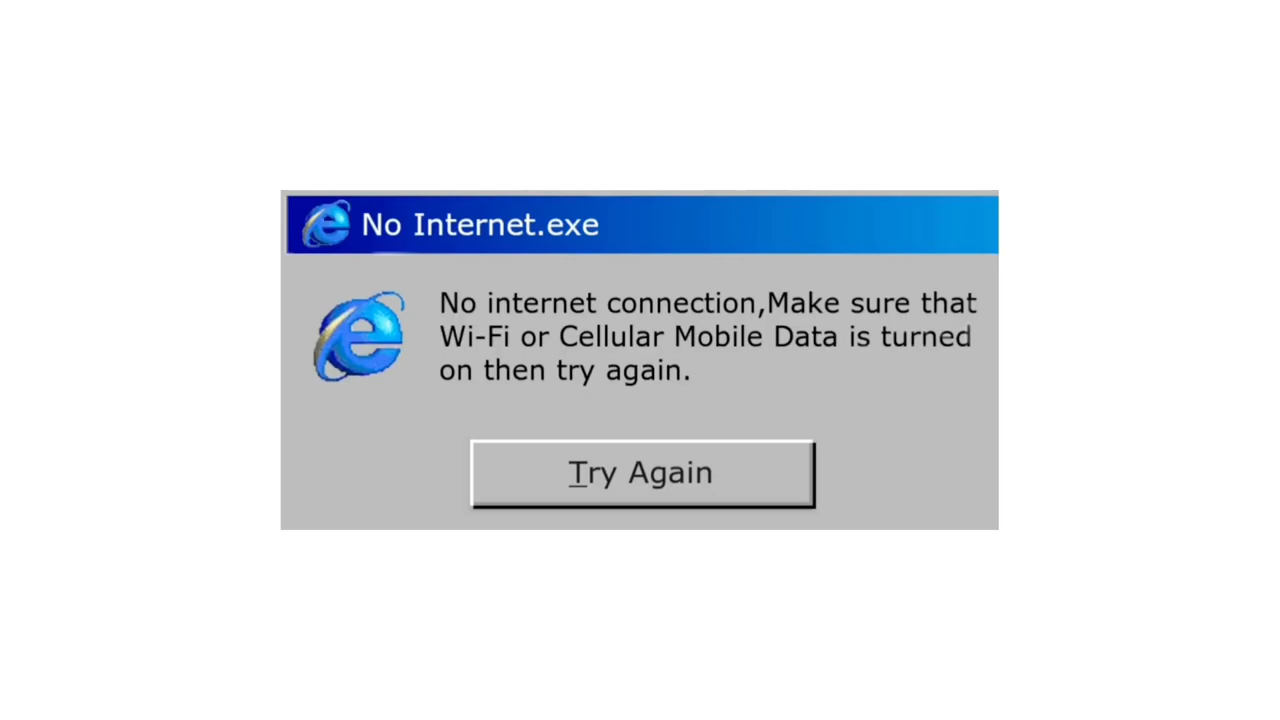 No Internet.exe
No internet connection,Make sure that
Wi-Fi or Cellular Mobile Data is turned
on then try again.
Try Again